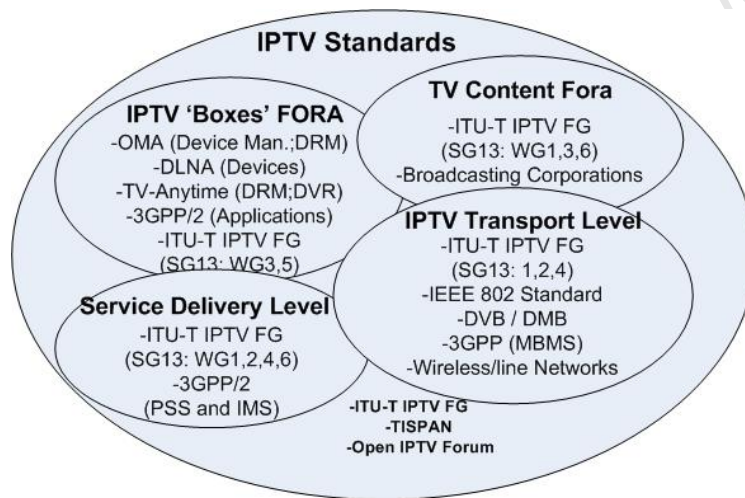 IPTV Standards
IPTV ‘Boxes’ FORA
-OMA (Device Man.;DRM)
-DLNA (Devices)
-TV-Anytime (DRM;DVR)
-3GPP/2 (Applications)
-ITU-T IPTV FG
(SG13: WG3,5)
TV Content Fora
-ITU-T IPTV FG
(SG13: WG1,3,6)
-Broadcasting Corporations
IPTV Transport Level
-ITU-T IPTV FG
(SG13: 1,2,4)
-IEEE 802 Standard
-DVB / DMB
-3GPP (MBMS)
-Wireless/line Networks
Service Delivery Level
-ITU-T IPTV FG
(SG13: WG1,2,4,6)
-3GPP/2
(PSS and IMS)
-ITU-T IPTV FG
-TISPAN
-Open IPTV Forum